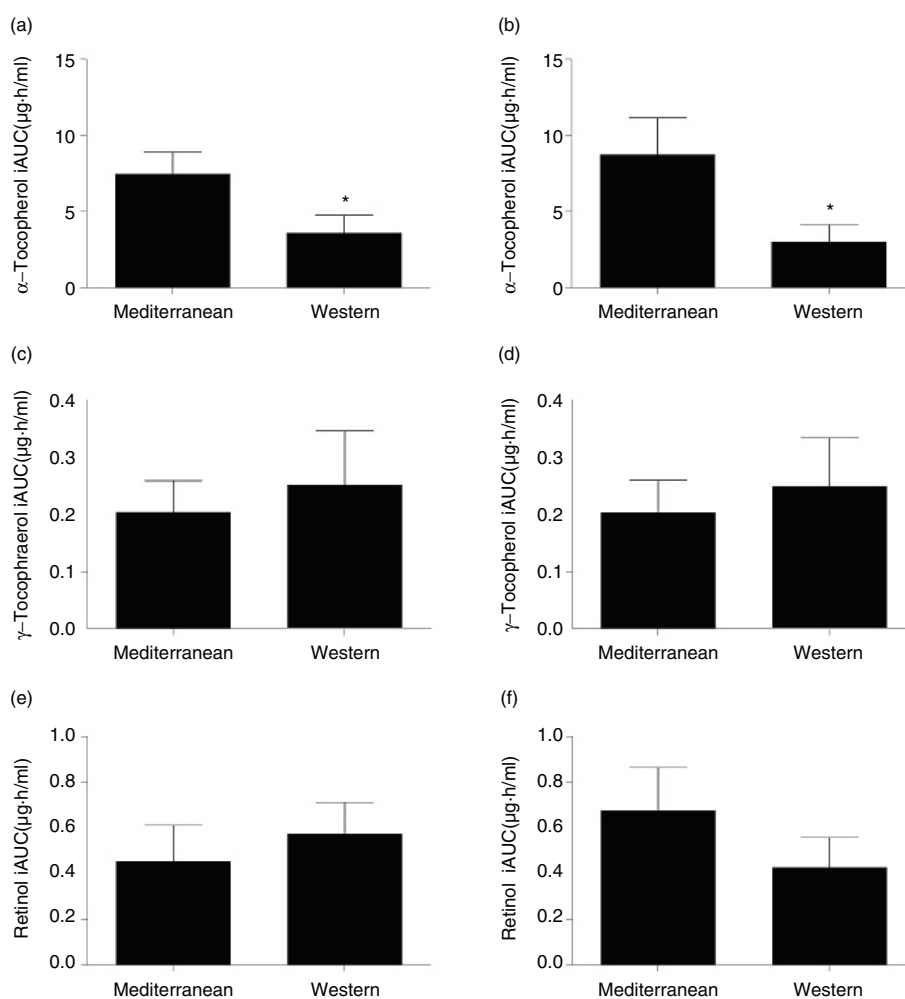 (a)
α–Tocopherol iAUC(µg·h/ml)
15
10
5
0
*
Mediterranean Western
(b)
α–Tocopherol iAUC(µg·h/ml)
15
10
5
0
*
Mediterranean Western
(c)
γ–Tocophraerol iAUC(µg·h/ml)
0.4
0.3
0.2
0.1
0.0
Mediterranean Western
(d)
γ–Tocopherol iAUC(µg·h/ml)
0.4
0.3
0.2
0.1
0.0
Mediterranean Western
(e)
Retinol iAUC(µg·h/ml)
1.0
0.8
0.6
0.4
0.2
0.0
Mediterranean Western
(f)
Retinol iAUC(µg·h/ml)
1.0
0.8
0.6
0.4
0.2
0.0
Mediterranean Western